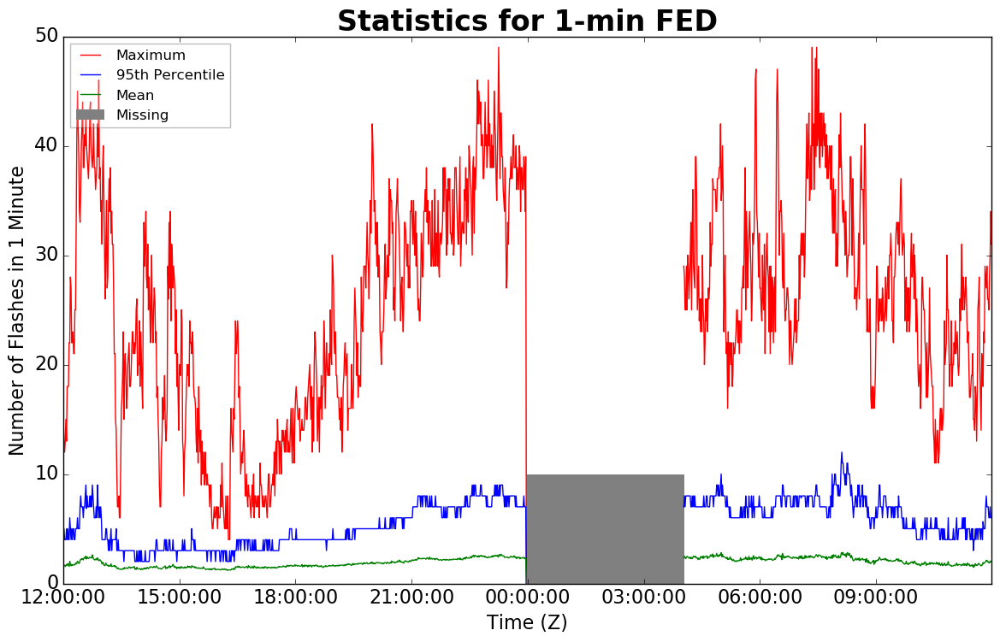 Statistics for 1-min FED
Number of Flashes in 1 Minute
50
40
30
20
10
0
Maximum
95th Percentile
Mean
Missing
12:00:00
15:00:00
18:00:00
21:00:00
00:00:00
03:00:00
06:00:00
09:00:00
Time (Z)